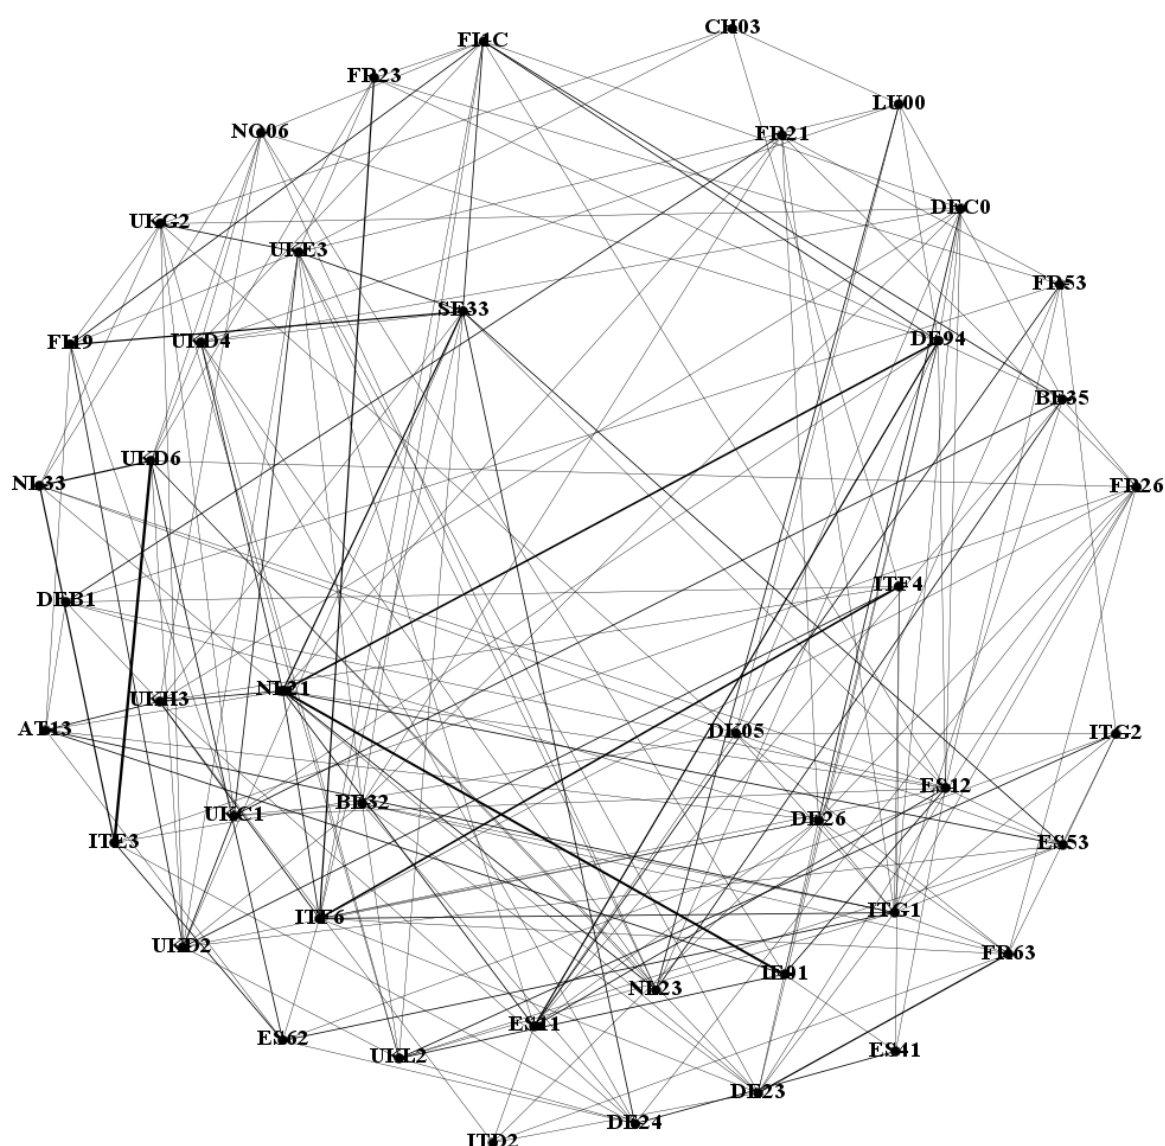 CH03
FI1C
FR23
LU00
NO06
FR21
DEC0
UKG2
UKE3
FR53
SE33
FI19
UKD4
DE94
BE35
UKD6
NL33
FR26
ITF4
DEB1
NL21
UKH3
AT13
DK05
ITG2
ES12
BE32
UKC1
DE26
ITE3
ES53
ITG1
ITF6
UKD2
FR63
IE01
NL23
ES11
ES62
ES41
UKL2
DE23
DE24
ITD2